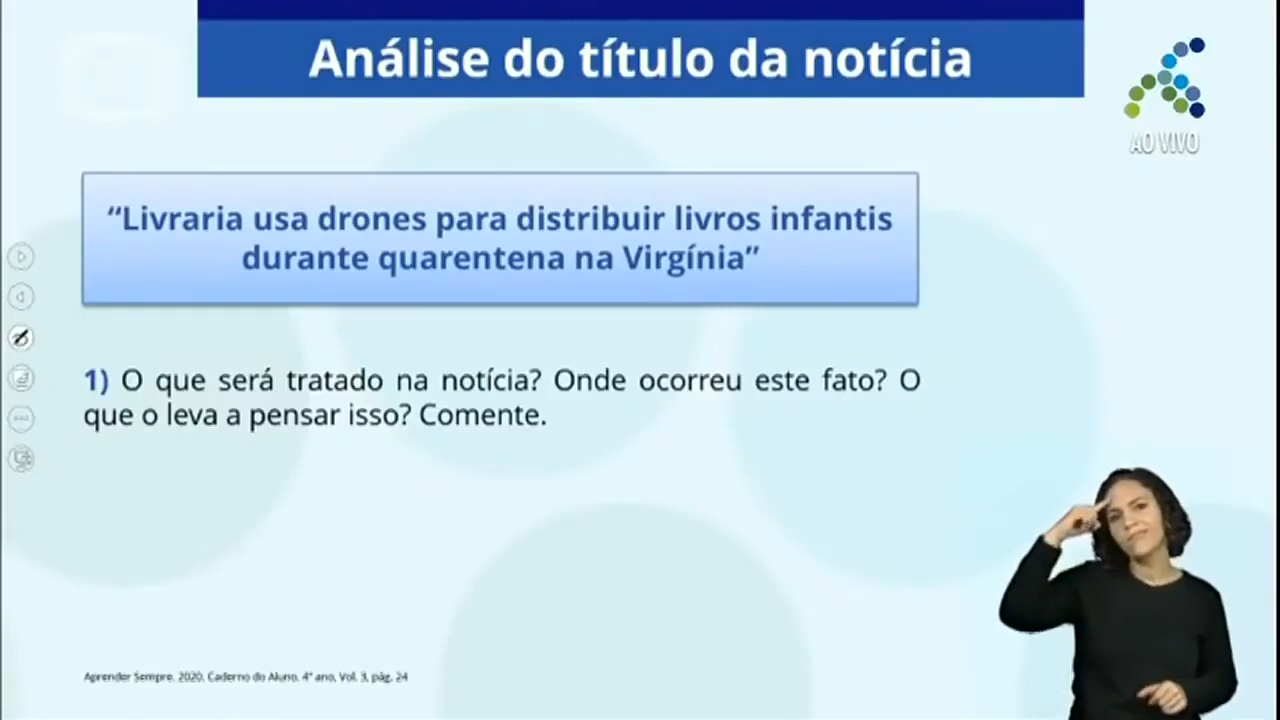 Análise do título da notícia
AO VIVO
“Livraria usa drones para distribuir livros infantis
durante quarentena na Virgínia”
1) O que será tratado na notícia? Onde ocorreu este fato? O
que o leva a pensar isso? Comente.
Aprender Sempre. 2020. Caderno do Aluno. 4° ano, Vol. 3, pág. 24